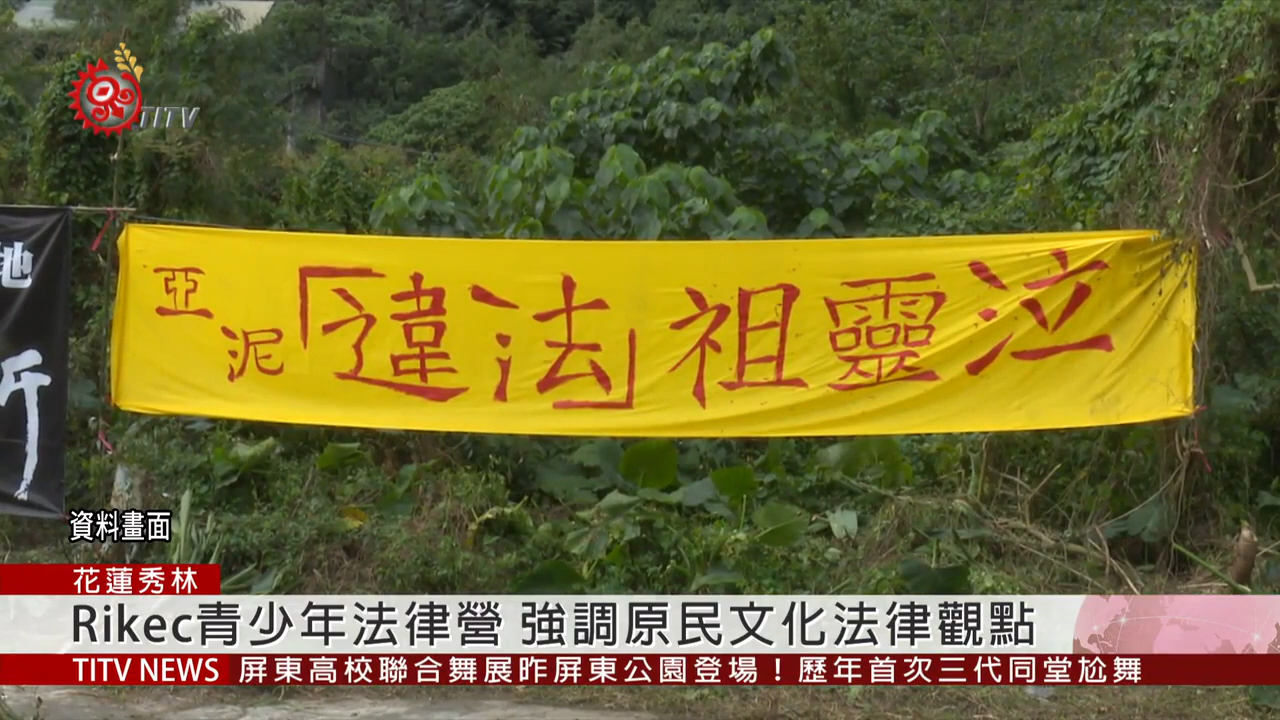 TITV
地
所
亞泥「違法」祖靈泣
資料畫面
花蓮秀林
Rikec青少年法律營 強調原民文化法律觀點
TITV NEWS 屏東高校聯合舞展昨屏東公園登場！歷年首次三代同堂尬舞